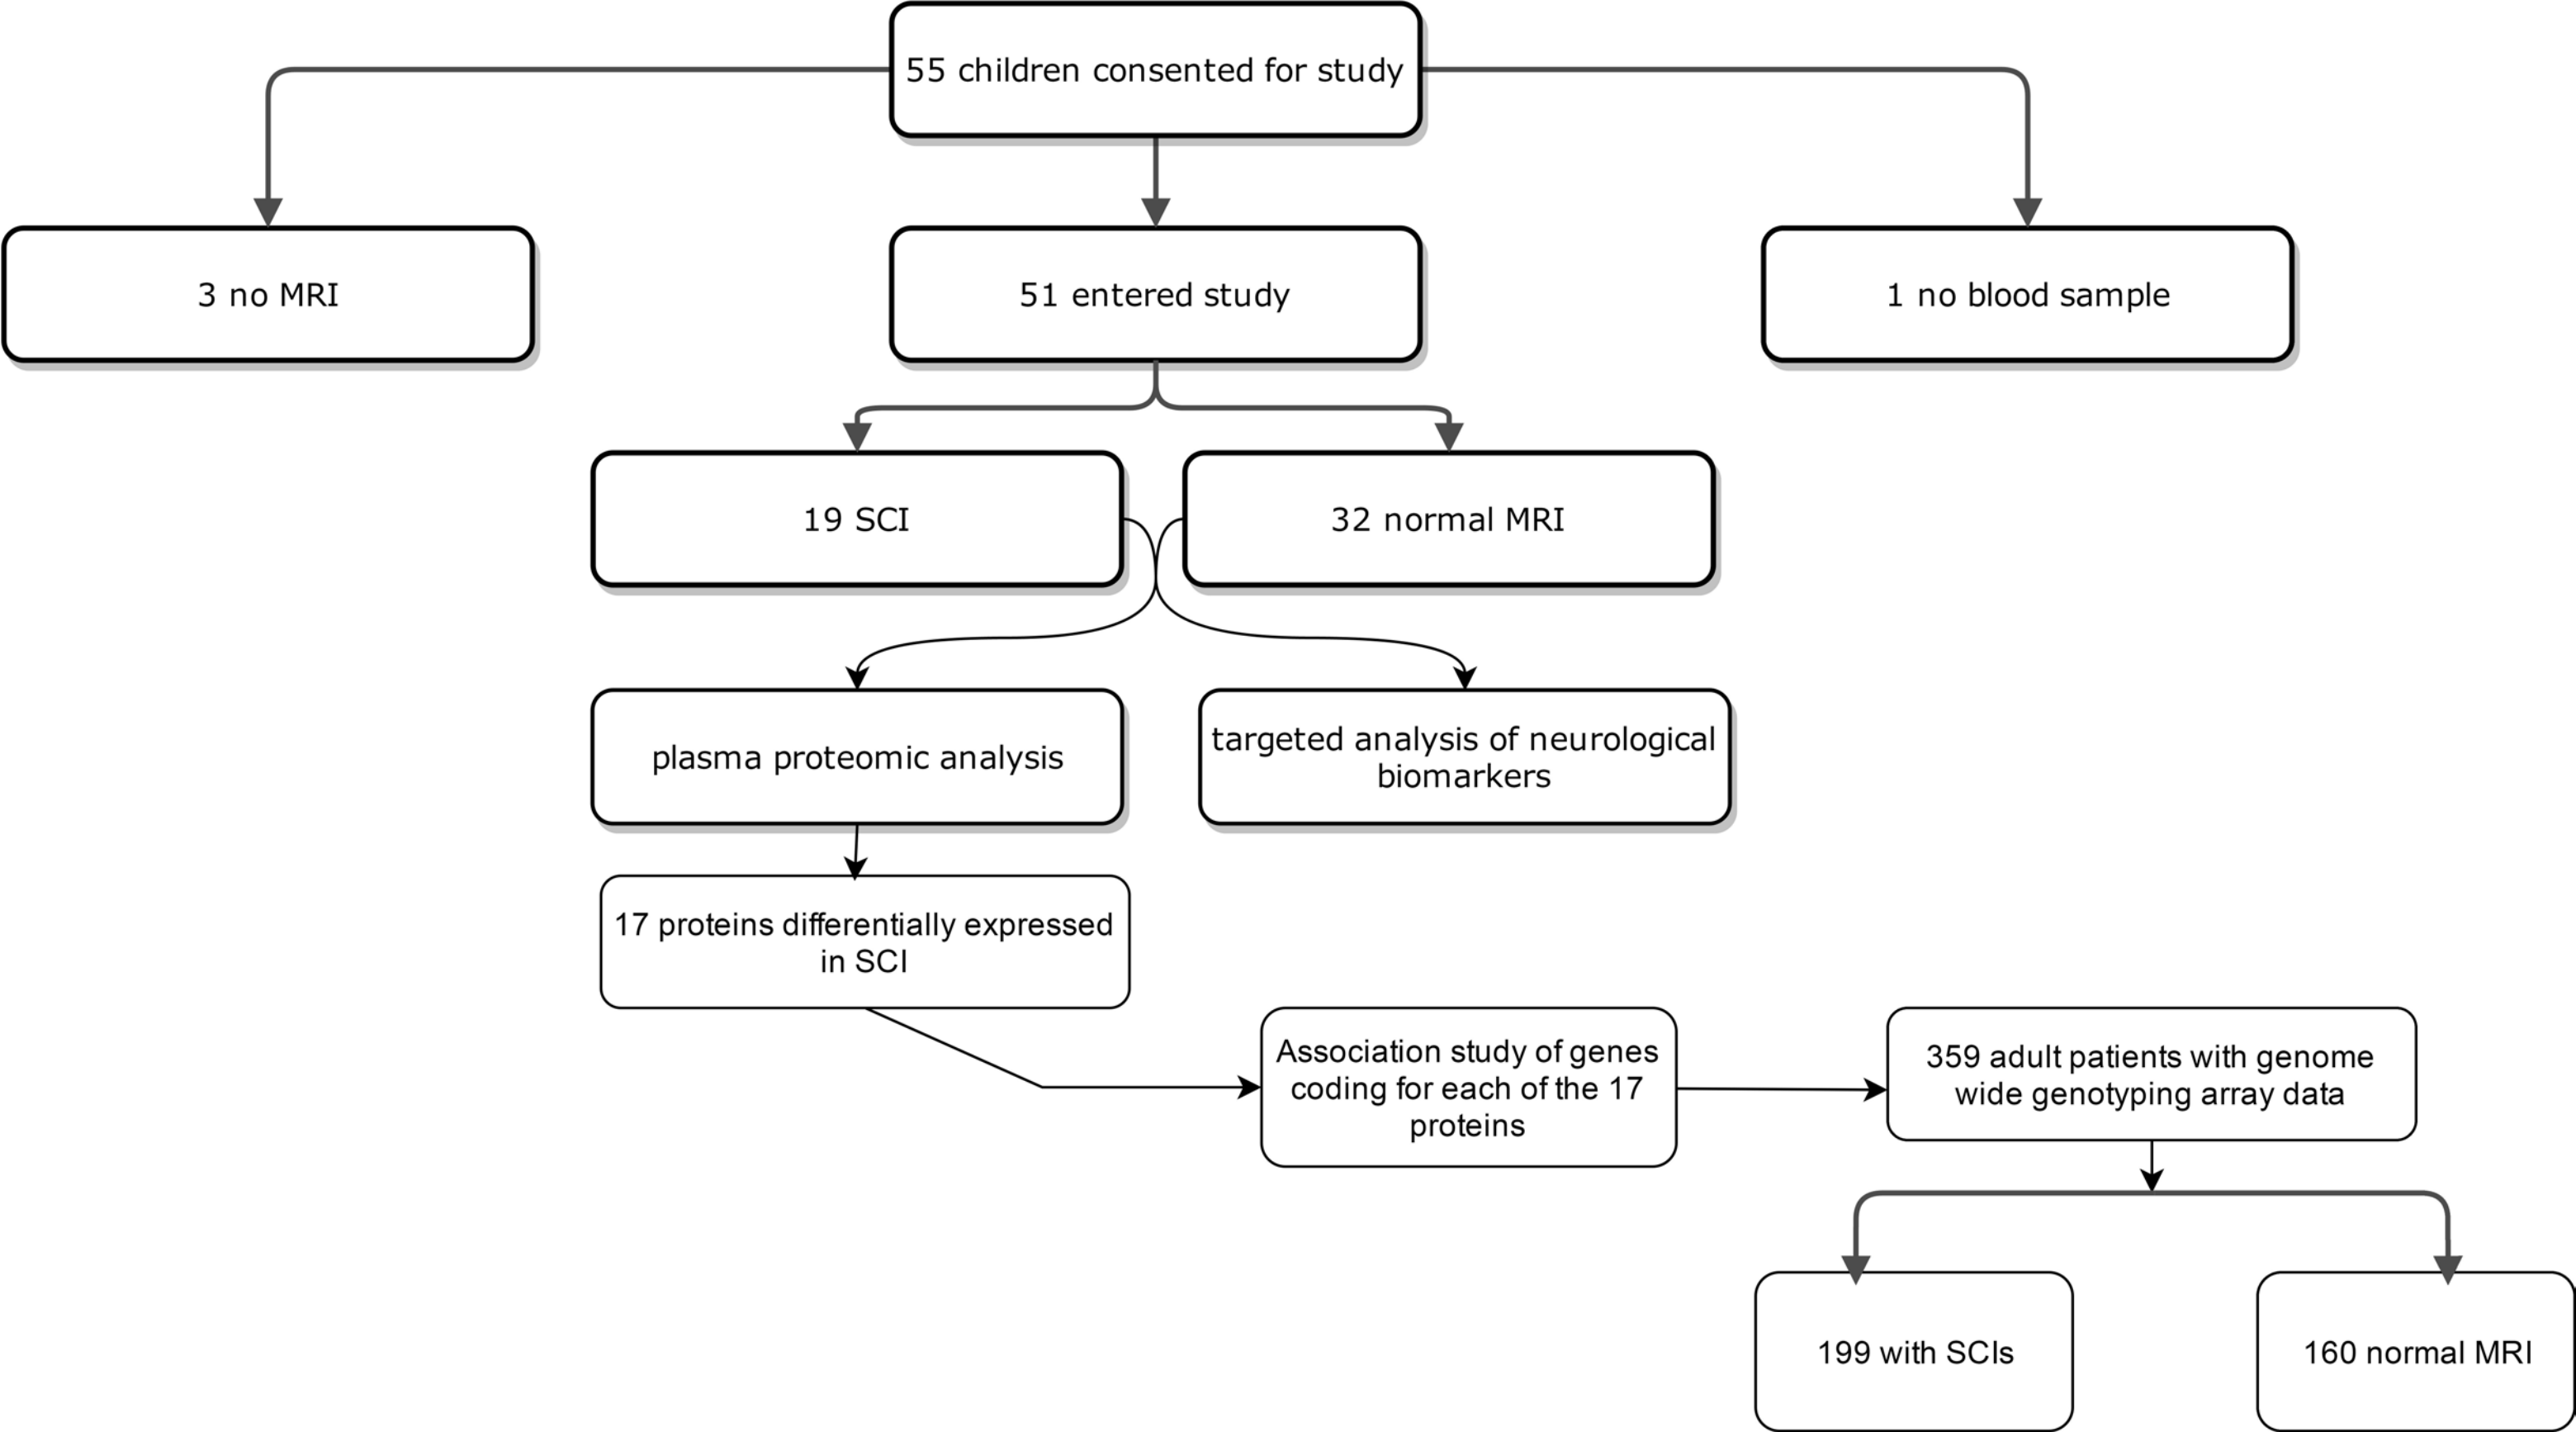 55 children consented for study
3 no MRI
51 entered study
1 no blood sample
19 SCI
32 normal MRI
plasma proteomic analysis
targeted analysis of neurological
biomarkers
17 proteins differentially expressed
in SCI
Association study of genes
coding for each of the 17
proteins
359 adult patients with genome
wide genotyping array data
199 with SCIs
160 normal MRI